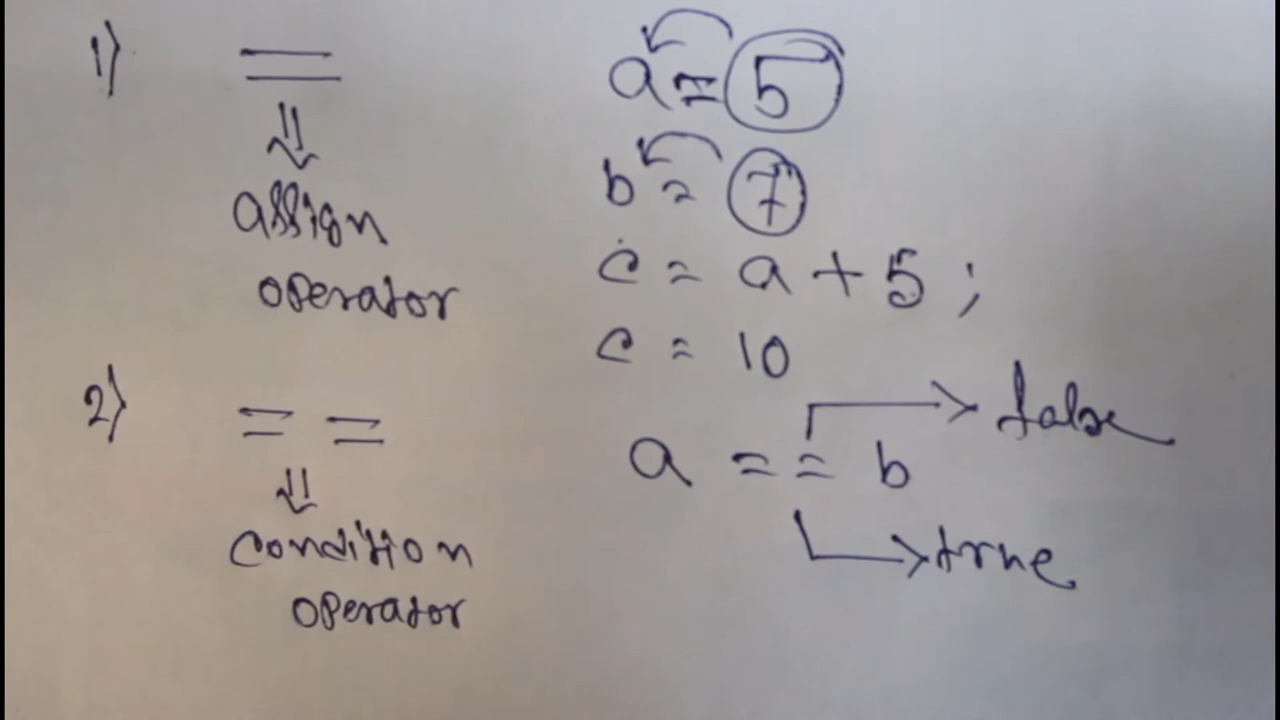 1) =
assign
operator
a = 5
b = 7
c = a + 5 ;
c = 10
2) = =
condition
operator
a == b
false
true